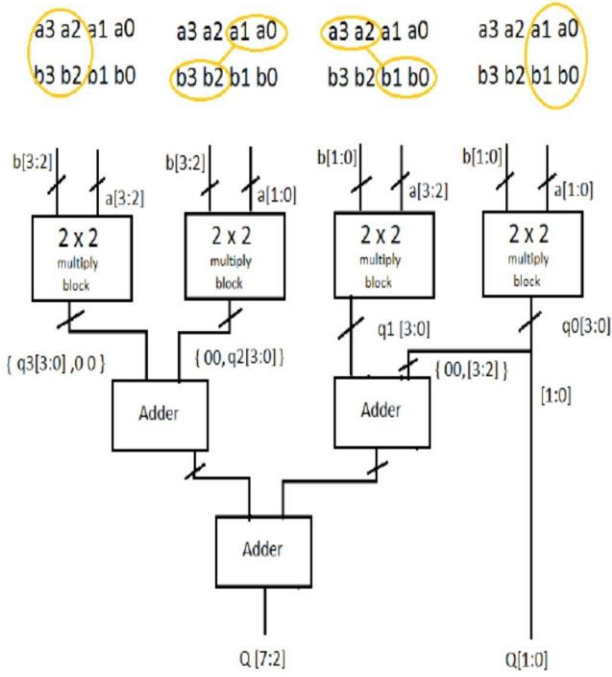 a3 a2 a1 a0 a3 a2 a1 a0 a3 a2 a1 a0 a3 a2 a1 a0
b3 b2 b1 b0 b3 b2 b1 b0 b3 b2 b1 b0 b3 b2 b1 b0
b[3:2] b[3:2] b[1:0] b[1:0]
a[3:2] a[1:0] a[3:2] a[1:0]
2 x 2 2 x 2 2 x 2 2 x 2
multiply multiply multiply multiply
block block block block
q1 [3:0] q0[3:0]
{ q3[3:0] ,0 0 } { 00, q2[3:0] } { 00, [3:2] }
[1:0]
Adder Adder
Adder
Q [7:2] Q[1:0]